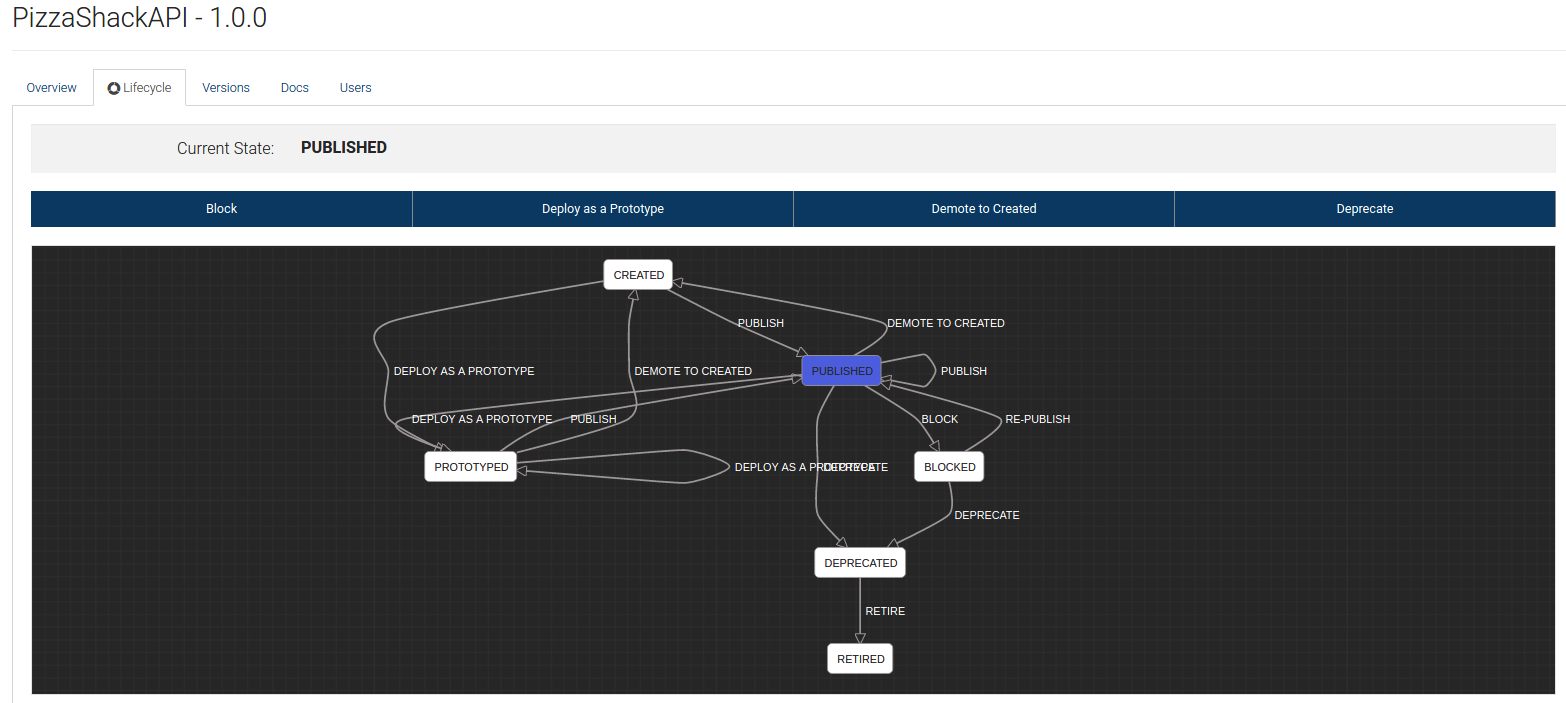 PizzaShackAPI - 1.0.0
Overview Lifecycle Versions Docs Users
Current State: PUBLISHED
Block Deploy as a Prototype Demote to Created Deprecate
CREATED
PUBLISH DEMOTE TO CREATED
DEPLOY AS A PROTOTYPE DEMOTE TO CREATED PUBLISHED PUBLISH
DEPLOY AS A PROTOTYPE PUBLISH BLOCK RE-PUBLISH
PROTOTYPED DEPLOY AS A PROTOTYPE DEPRECATE BLOCKED
DEPRECATE
DEPRECATED
RETIRE
RETIRED